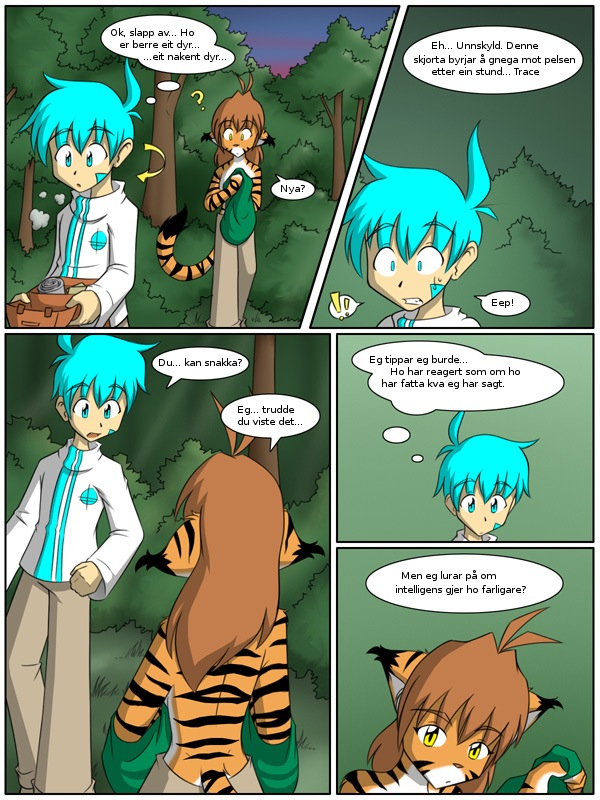 Ok, slapp av... Ho
er berre eit dyr...
...eit nakent dyr...
?
Nya?
Eh... Unnskyld. Denne
skjorta byrjar å gnega mot pelsen
etter ein stund... Trace
!!
Eep!
Du... kan snakka?
Eg... trudde
du viste det...
Eg tippar eg burde...
Ho har reagert som om ho
har fatta kva eg har sagt.
Men eg lurar på om
intelligens gjer ho farligare?